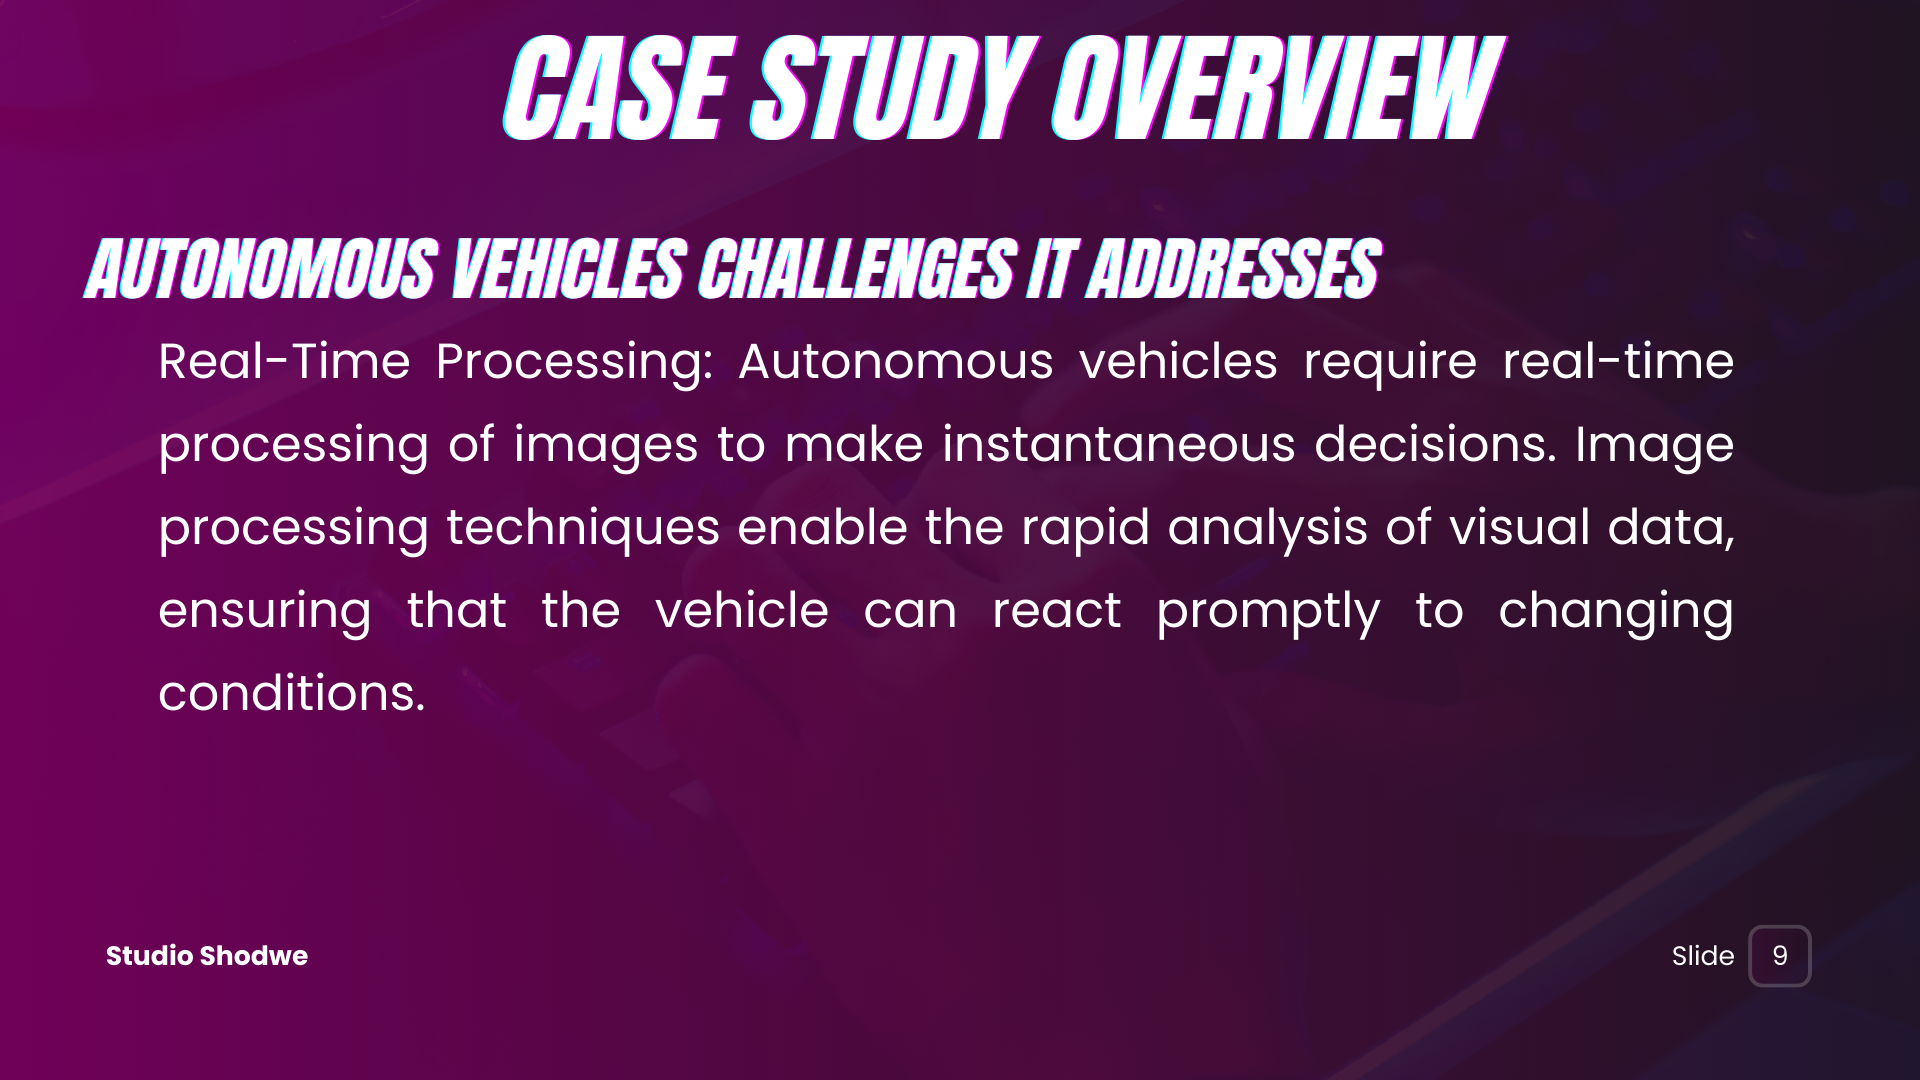 CASE STUDY OVERVIEW
AUTONOMOUS VEHICLES CHALLENGES IT ADDRESSES
Real-Time Processing: Autonomous vehicles require real-time
processing of images to make instantaneous decisions. Image
processing techniques enable the rapid analysis of visual data,
ensuring that the vehicle can react promptly to changing
conditions.
Studio Shodwe
Slide 9